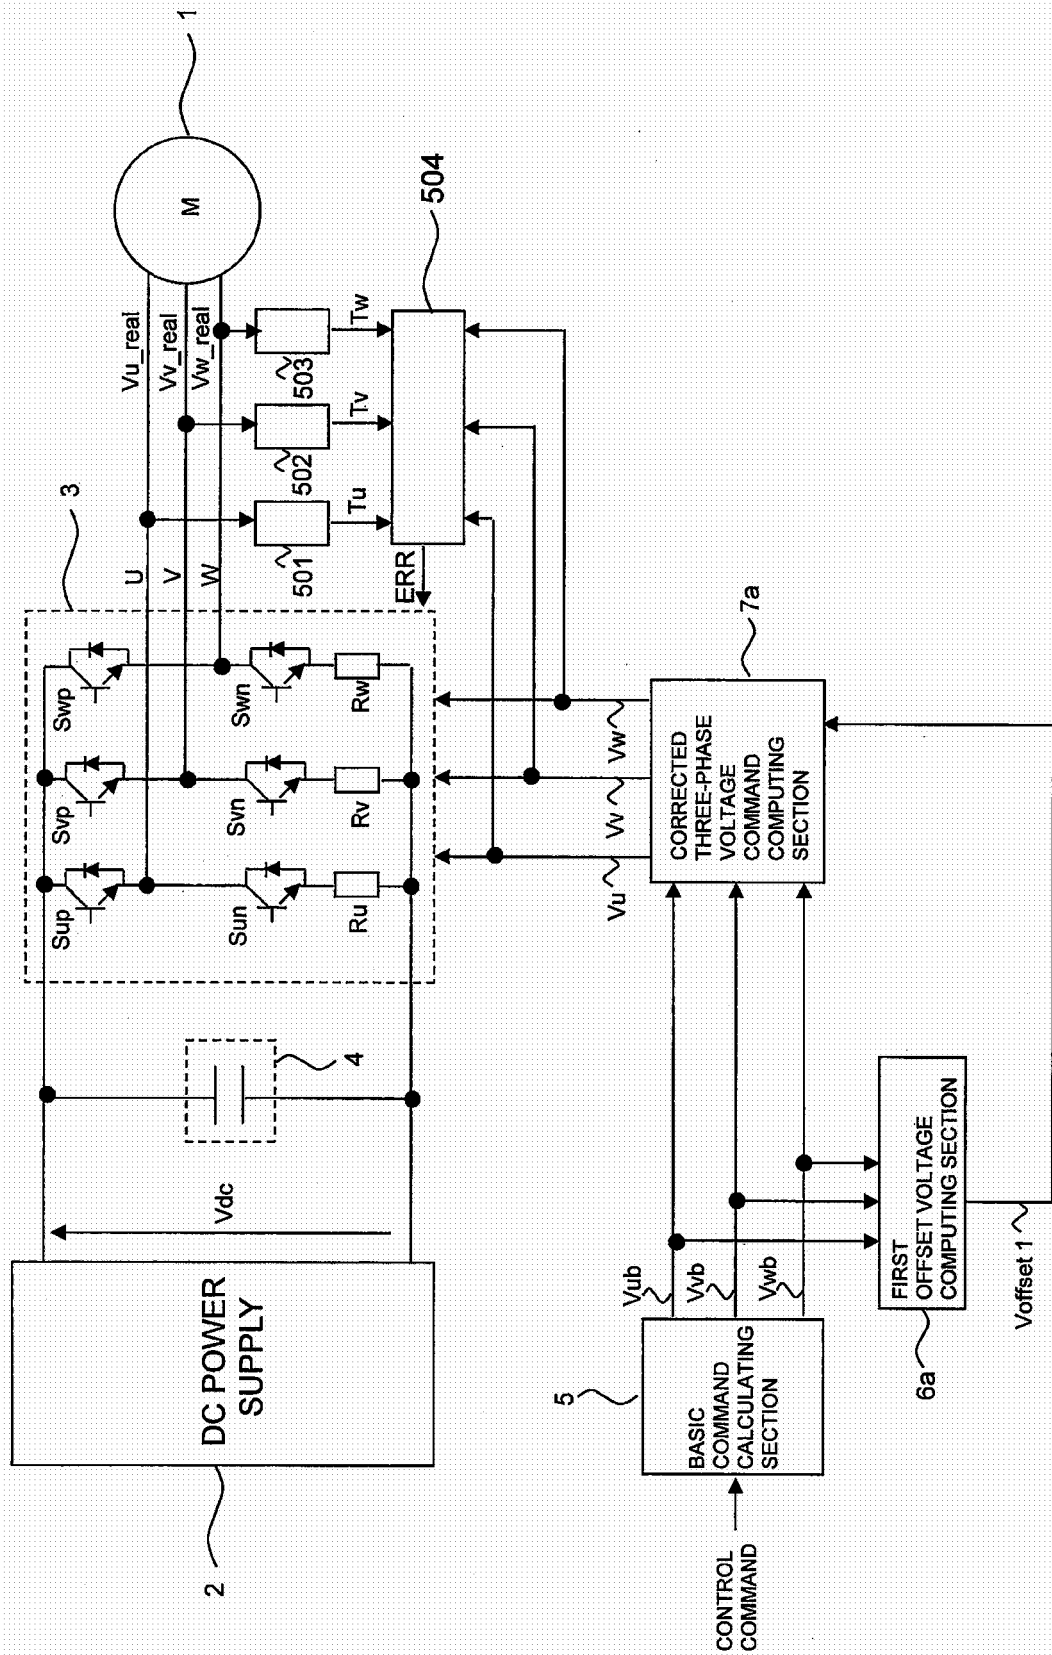 1
M
Vu_real
Vv_real
Vw_real
504
503
502
501
Tw
Tv
Tu
ERR
3
U
V
W
Swp
Svp
Sup
Swn
Svn
Sun
Rw
Rv
Ru
4
Vdc
DC POWER
SUPPLY
2
7a
CORRECTED
THREE-PHASE
VOLTAGE
COMMAND
COMPUTING
SECTION
Vw
Vv
Vu
Vub
Vvb
Vwb
5
BASIC
COMMAND
CALCULATING
SECTION
CONTROL
COMMAND
FIRST
OFFSET VOLTAGE
COMPUTING SECTION
6a
Voffset 1